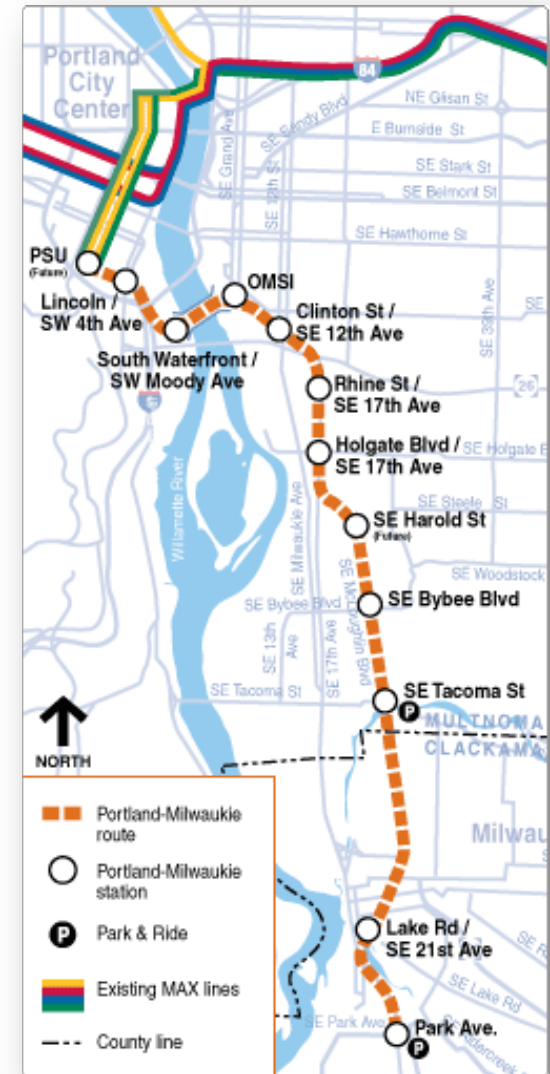 Portland
City
Center
84
NE Glisan St
SE Sandy Blvd
E Burnside St
SE Grand Ave
SE 12th St
SE Stark St
SE Belmont St
SE Hawthorne St
PSU
(Future)
Lincoln /
SW 4th Ave
OMSI
SE
SE 39th Ave
Clinton St /
SE 12th Ave
South Waterfront /
SW Moody Ave
Rhine St /
SE 17th Ave
26
Holgate Blvd /
SE 17th Ave
SE Holgate B
Willamette River
SE Milwaukie Ave
SE Steele St
SE Harold St
(Future)
SE Woodstock
SE McLoughlin Blvd
SE Bybee Blvd
SE Bybee Blvd
SE 13th
Ave
SE 17th Ave
SE Tacoma St
SE Tacoma St
P
MULTNOMA
CLACKAMA
NORTH
Milwau
Portland-Milwaukie
route
Portland-Milwaukie
station
P
Park & Ride
Existing MAX lines
County line
Lake Rd /
SE 21st Ave
SE R
SE Lake Rd
SE Park Ave
Park Ave.
P